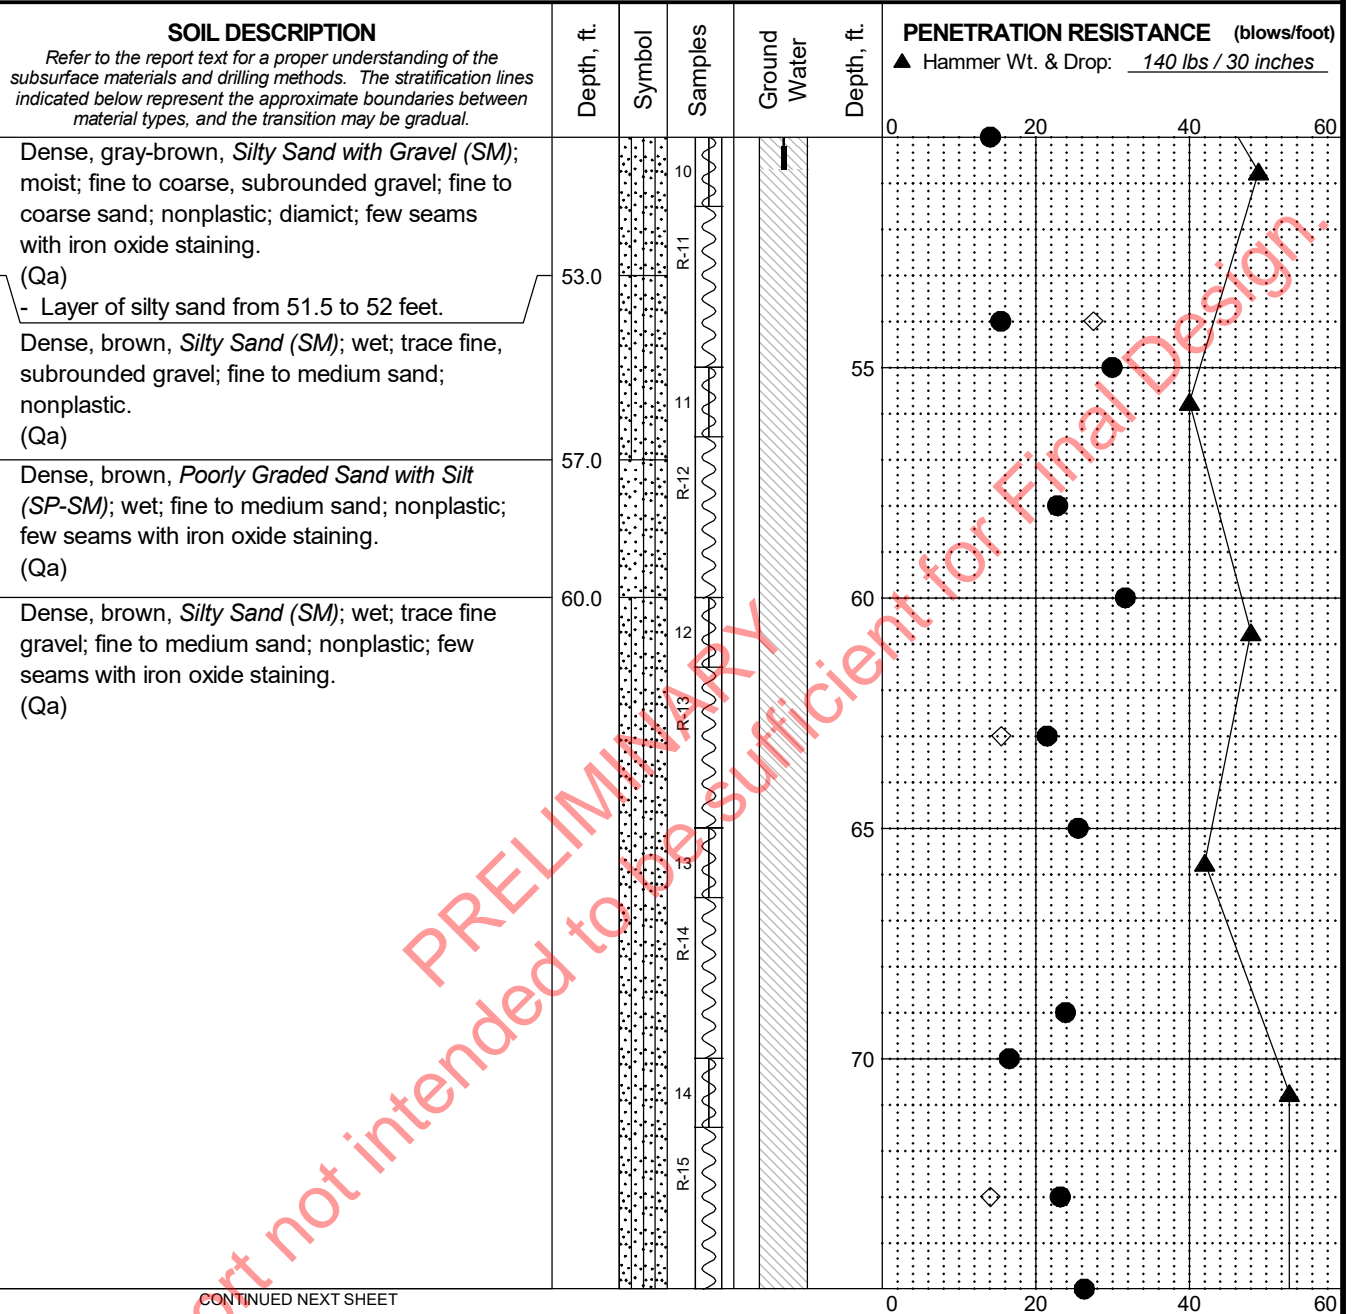 SOIL DESCRIPTION
Refer to the report text for a proper understanding of the
subsurface materials and drilling methods. The stratification lines
indicated below represent the approximate boundaries between
material types, and the transition may be gradual.
Depth, ft.
Symbol
Samples
Ground
Water
Depth, ft.
PENETRATION RESISTANCE (blows/foot)
▲ Hammer Wt. & Drop: 140 lbs / 30 inches
0 20 40 60
Dense, gray-brown, Silty Sand with Gravel (SM);
moist; fine to coarse, subrounded gravel; fine to
coarse sand; nonplastic; diamict; few seams
with iron oxide staining.
(Qa)
- Layer of silty sand from 51.5 to 52 feet.
Dense, brown, Silty Sand (SM); wet; trace fine,
subrounded gravel; fine to medium sand;
nonplastic.
(Qa)
Dense, brown, Poorly Graded Sand with Silt
(SP-SM); wet; fine to medium sand; nonplastic;
few seams with iron oxide staining.
(Qa)
Dense, brown, Silty Sand (SM); wet; trace fine
gravel; fine to medium sand; nonplastic; few
seams with iron oxide staining.
(Qa)
53.0
57.0
60.0
10
R-11
11
R-12
12
R-13
13
R-14
14
R-15
55
60
65
70
PRELIMINARY
not intended to be sufficient for Final Design.
CONTINUED NEXT SHEET
0 20 40 60